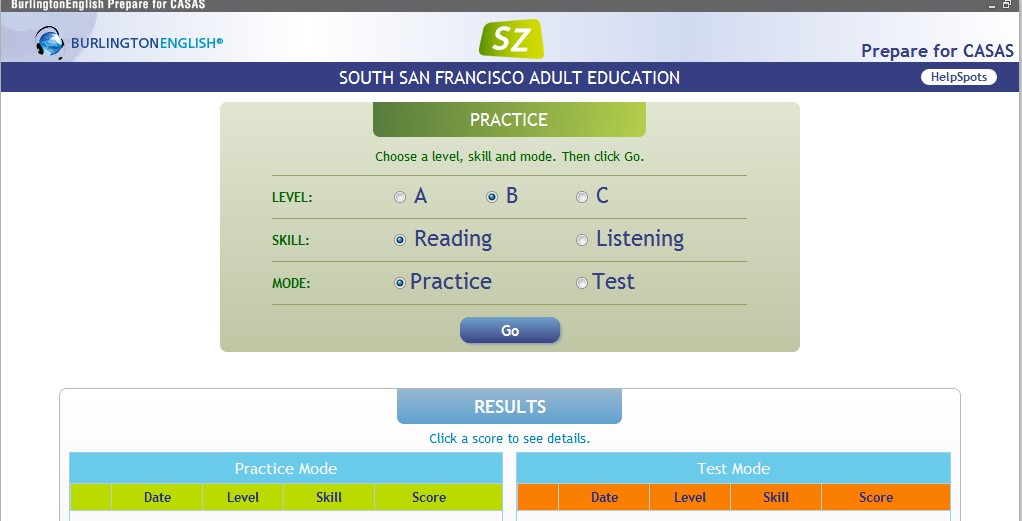 BurlingtonEnglish Prepare for CASAS
BURLINGTONENGLISH®
SZ
Prepare for CASAS
SOUTH SAN FRANCISCO ADULT EDUCATION
HelpSpots
PRACTICE
Choose a level, skill and mode. Then click Go.
LEVEL: A B C
SKILL: Reading Listening
MODE: Practice Test
Go
RESULTS
Click a score to see details.
Practice Mode
Date Level Skill Score
Test Mode
Date Level Skill Score